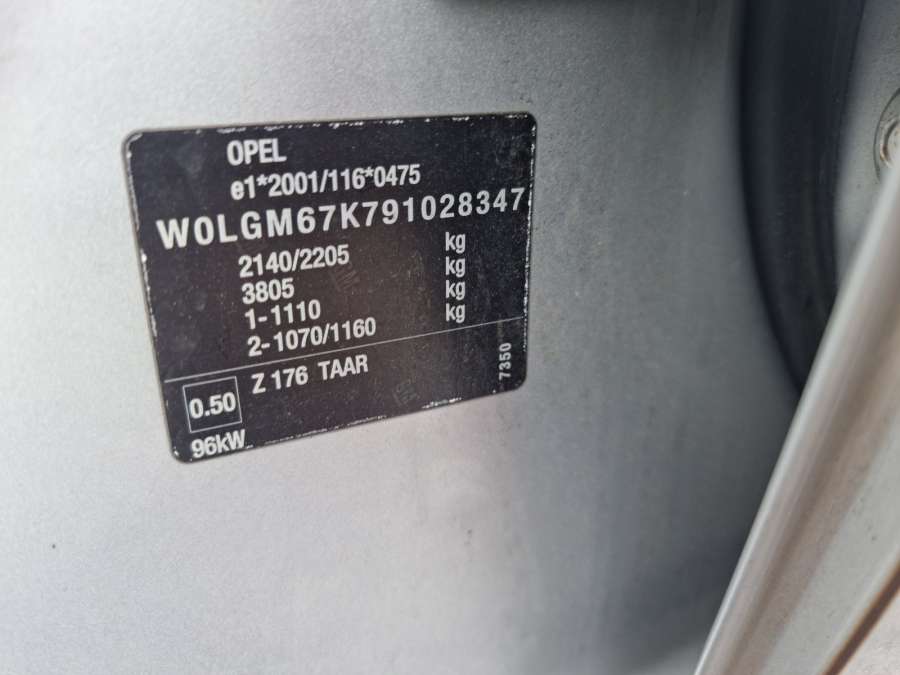 OPEL
e1*2001/116*0475
W0LGM67K791028347
2140/2205 kg
3805 kg
1-1110 kg
2-1070/1160 kg
Z 176 TAAR
7350
0.50
96kW